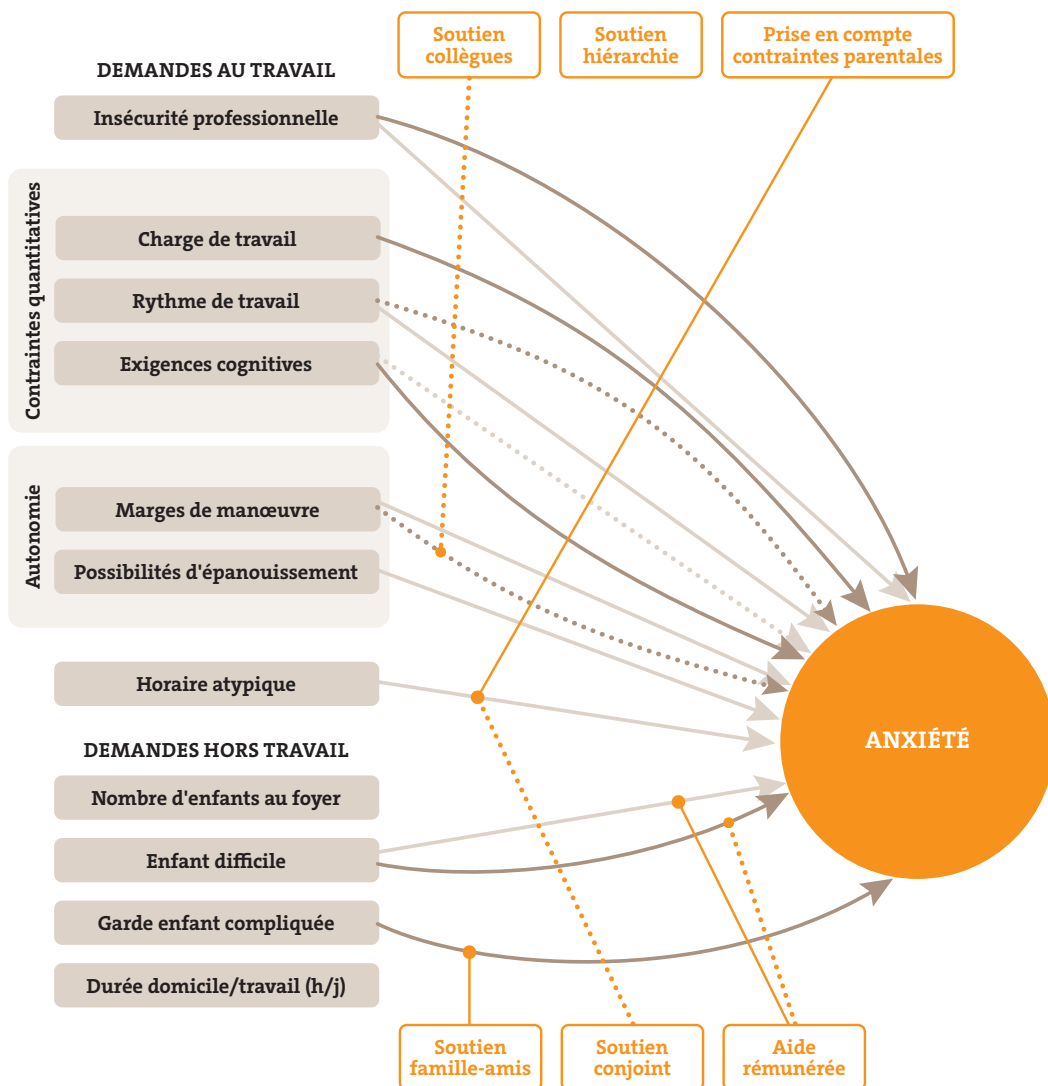 Soutien
collègues
Soutien
hiérarchie
Prise en compte
contraintes parentales
DEMANDES AU TRAVAIL
Insécurité professionnelle
Contraintes quantitatives
Charge de travail
Rythme de travail
Exigences cognitives
Autonomie
Marges de manœuvre
Possibilités d'épanouissement
Horaire atypique
ANXIÉTÉ
DEMANDES HORS TRAVAIL
Nombre d'enfants au foyer
Enfant difficile
Garde enfant compliquée
Durée domicile/travail (h/j)
Soutien
famille-amis
Soutien
conjoint
Aide
rémunérée